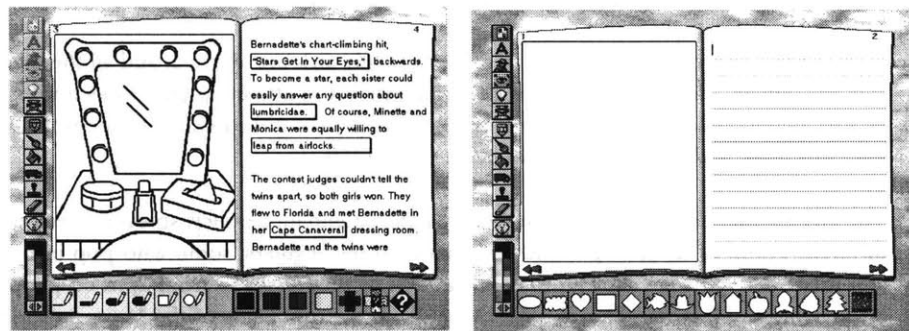 3
4
Bernadette's chart-climbing hit,
"Stars Get In Your Eyes," backwards.
To become a star, each sister could
easily answer any question about
lumbricidae. Of course, Minette and
Monica were equally willing to
leap from airlocks.
The contest judges couldn't tell the
twins apart, so both girls won. They
flew to Florida and met Bernadette in
her Cape Canaveral dressing room.
Bernadette and the twins were
1
2